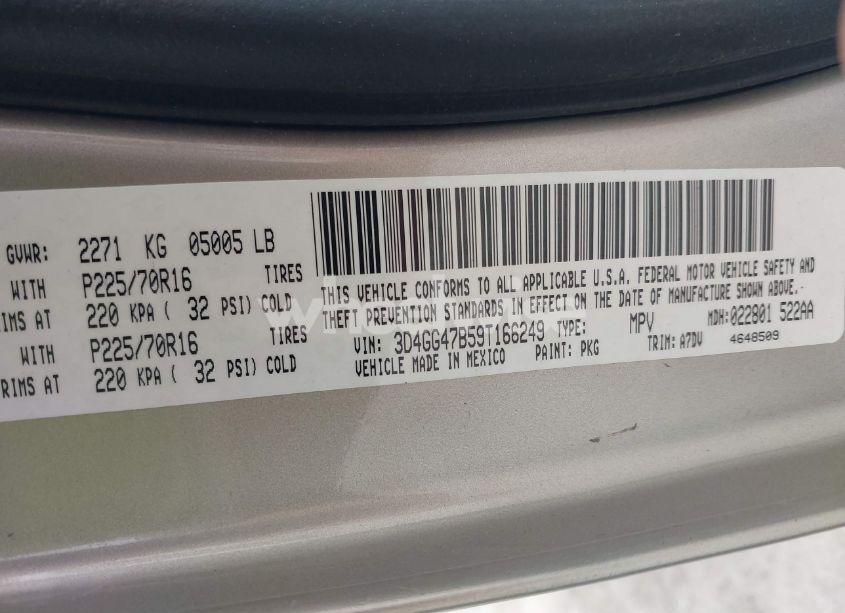 GVWR: 2271 KG 05005 LB
WITH P225/70R16 TIRES
RIMS AT 220 KPA ( 32 PSI) COLD
WITH P225/70R16 TIRES
RIMS AT 220 KPA ( 32 PSI) COLD
THIS VEHICLE CONFORMS TO ALL APPLICABLE U.S.A. FEDERAL MOTOR VEHICLE SAFETY AND
THEFT PREVENTION STANDARDS IN EFFECT ON THE DATE OF MANUFACTURE SHOWN ABOVE.
VIN: 3D4GG47B59T166249 TYPE: MPV MDH:022801 522AA
VEHICLE MADE IN MEXICO PAINT: PKG TRIM: A7DV 4648509